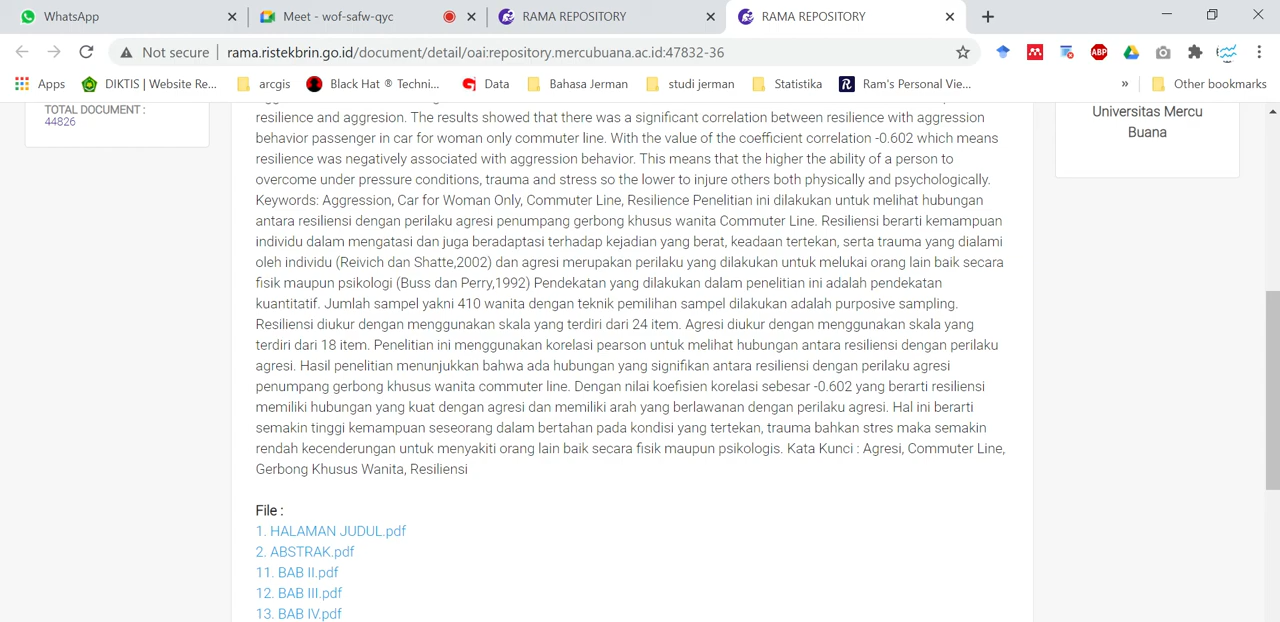 WhatsApp
Meet - wof-safw-qyc
RAMA REPOSITORY
RAMA REPOSITORY
Not secure
rama.ristekbrin.go.id/document/detail/oai:repository.mercubuana.ac.id:47832-36
ABP
Apps
DIKTIS | Website Re...
arcgis
Black Hat ® Techni...
Data
Bahasa Jerman
studi jerman
Statistika
R
Ram's Personal Vie...
»
Other bookmarks
TOTAL DOCUMENT :
44826
resilience and aggresion. The results showed that there was a significant correlation between resilience with aggression
behavior passenger in car for woman only commuter line. With the value of the coefficient correlation -0.602 which means
resilience was negatively associated with aggression behavior. This means that the higher the ability of a person to
overcome under pressure conditions, trauma and stress so the lower to injure others both physically and psychologically.
Keywords: Aggression, Car for Woman Only, Commuter Line, Resilience Penelitian ini dilakukan untuk melihat hubungan
antara resiliensi dengan perilaku agresi penumpang gerbong khusus wanita Commuter Line. Resiliensi berarti kemampuan
individu dalam mengatasi dan juga beradaptasi terhadap kejadian yang berat, keadaan tertekan, serta trauma yang dialami
oleh individu (Reivich dan Shatte,2002) dan agresi merupakan perilaku yang dilakukan untuk melukai orang lain baik secara
fisik maupun psikologi (Buss dan Perry,1992) Pendekatan yang dilakukan dalam penelitian ini adalah pendekatan
kuantitatif. Jumlah sampel yakni 410 wanita dengan teknik pemilihan sampel dilakukan adalah purposive sampling.
Resiliensi diukur dengan menggunakan skala yang terdiri dari 24 item. Agresi diukur dengan menggunakan skala yang
terdiri dari 18 item. Penelitian ini menggunakan korelasi pearson untuk melihat hubungan antara resiliensi dengan perilaku
agresi. Hasil penelitian menunjukkan bahwa ada hubungan yang signifikan antara resiliensi dengan perilaku agresi
penumpang gerbong khusus wanita commuter line. Dengan nilai koefisien korelasi sebesar -0.602 yang berarti resiliensi
memiliki hubungan yang kuat dengan agresi dan memiliki arah yang berlawanan dengan perilaku agresi. Hal ini berarti
semakin tinggi kemampuan seseorang dalam bertahan pada kondisi yang tertekan, trauma bahkan stres maka semakin
rendah kecenderungan untuk menyakiti orang lain baik secara fisik maupun psikologis. Kata Kunci : Agresi, Commuter Line,
Gerbong Khusus Wanita, Resiliensi
File :
1. HALAMAN JUDUL.pdf
2. ABSTRAK.pdf
11. BAB II.pdf
12. BAB III.pdf
13. BAB IV.pdf
Universitas Mercu
Buana